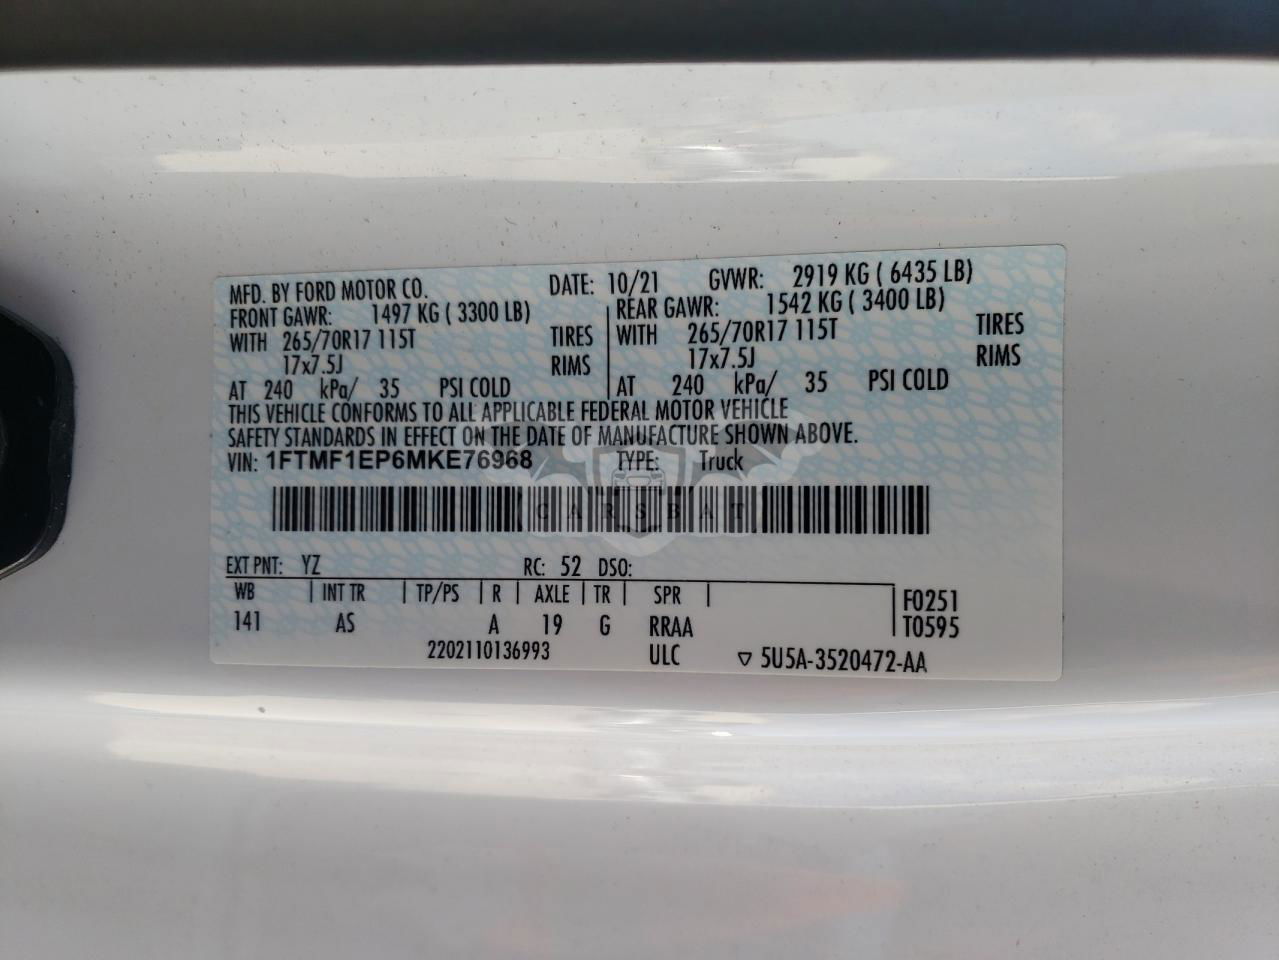 MFD. BY FORD MOTOR CO. DATE: 10/21 GVWR: 2919 KG ( 6435 LB)
FRONT GAWR: 1497 KG ( 3300 LB) REAR GAWR: 1542 KG ( 3400 LB)
WITH 265/70R17 115T TIRES WITH 265/70R17 115T TIRES
17x7.5J RIMS 17x7.5J RIMS
AT 240 kPa/ 35 PSI COLD AT 240 kPa/ 35 PSI COLD
THIS VEHICLE CONFORMS TO ALL APPLICABLE FEDERAL MOTOR VEHICLE
SAFETY STANDARDS IN EFFECT ON THE DATE OF MANUFACTURE SHOWN ABOVE.
VIN: 1FTMF1EP6MKE76968 TYPE: Truck
CARSBAT
EXT PNT: YZ RC: 52 DSO:
WB INT TR TP/PS R AXLE TR SPR F0251
141 AS A 19 G RRAA T0595
2202110136993 ULC ▽ 5U5A-3520472-AA